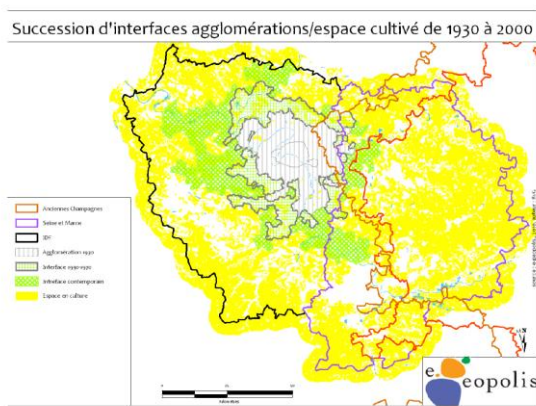 Succession d'interfaces agglomérations/espace cultivé de 1930 à 2000
Anciennes Champagnes
Seine et Marne
IDF
Agglomération 1930
Interface 1930-1970
Interface contemporain
Espace en culture
e.
eopolis